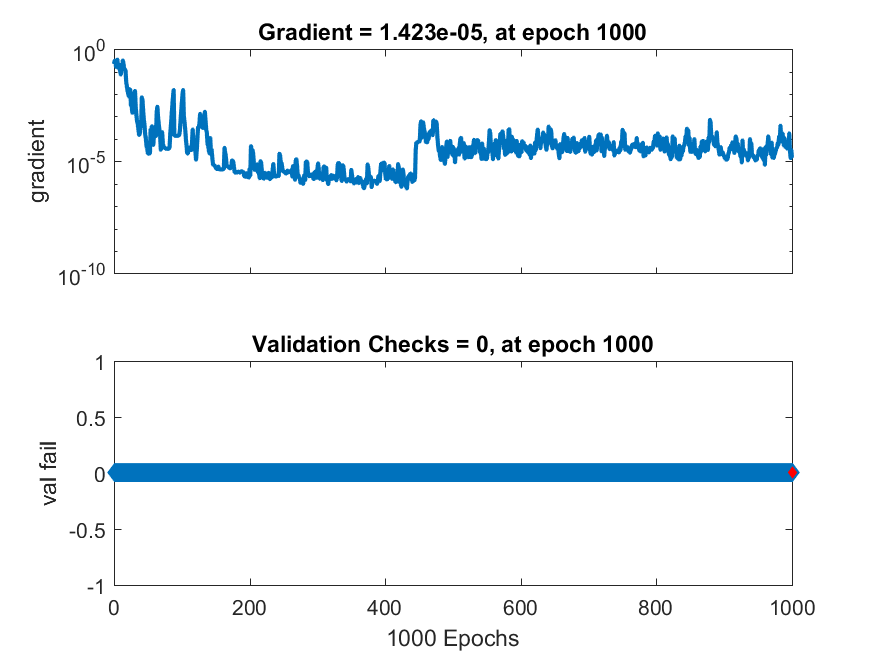 Gradient = 1.423e-05, at epoch 1000
10^0
10^-5
10^-10
gradient
Validation Checks = 0, at epoch 1000
1
0.5
0
-0.5
-1
val fail
0 200 400 600 800 1000
1000 Epochs